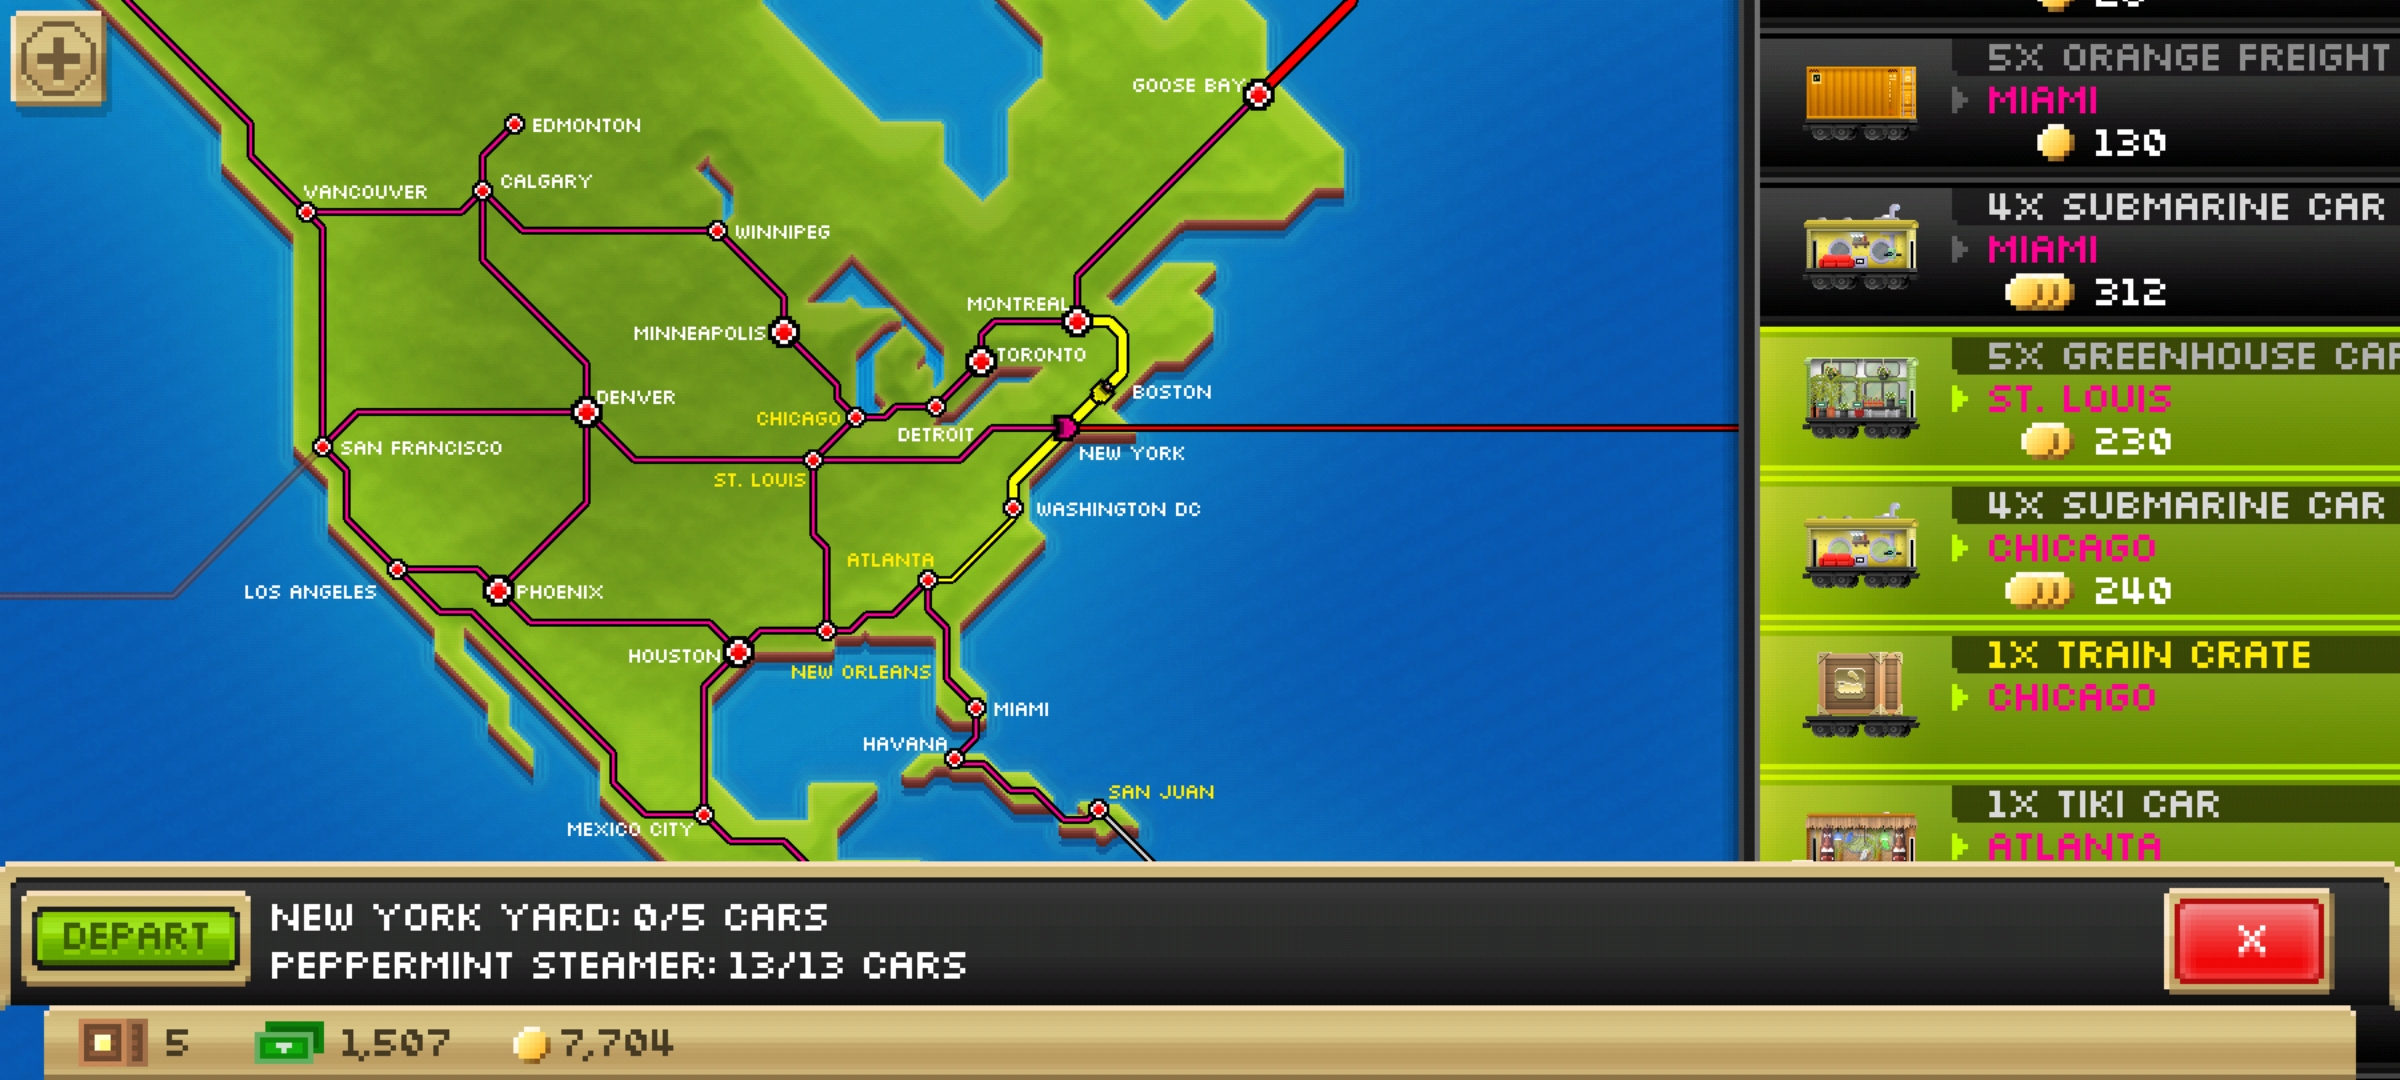 GOOSE BAY
EDMONTON
CALGARY
VANCOUVER
WINNIPEG
MONTREAL
MINNEAPOLIS
TORONTO
BOSTON
DENVER
CHICAGO
DETROIT
SAN FRANCISCO
NEW YORK
ST. LOUIS
WASHINGTON DC
ATLANTA
LOS ANGELES
PHOENIX
HOUSTON
NEW ORLEANS
MIAMI
HAVANA
SAN JUAN
MEXICO CITY
5X ORANGE FREIGHT
MIAMI
130
4X SUBMARINE CAR
MIAMI
312
5X GREENHOUSE CAR
ST. LOUIS
230
4X SUBMARINE CAR
CHICAGO
240
1X TRAIN CRATE
CHICAGO
1X TIKI CAR
ATLANTA
DEPART
NEW YORK YARD: 0/5 CARS
PEPPERMINT STEAMER: 13/13 CARS
X
5
1,507
7,704